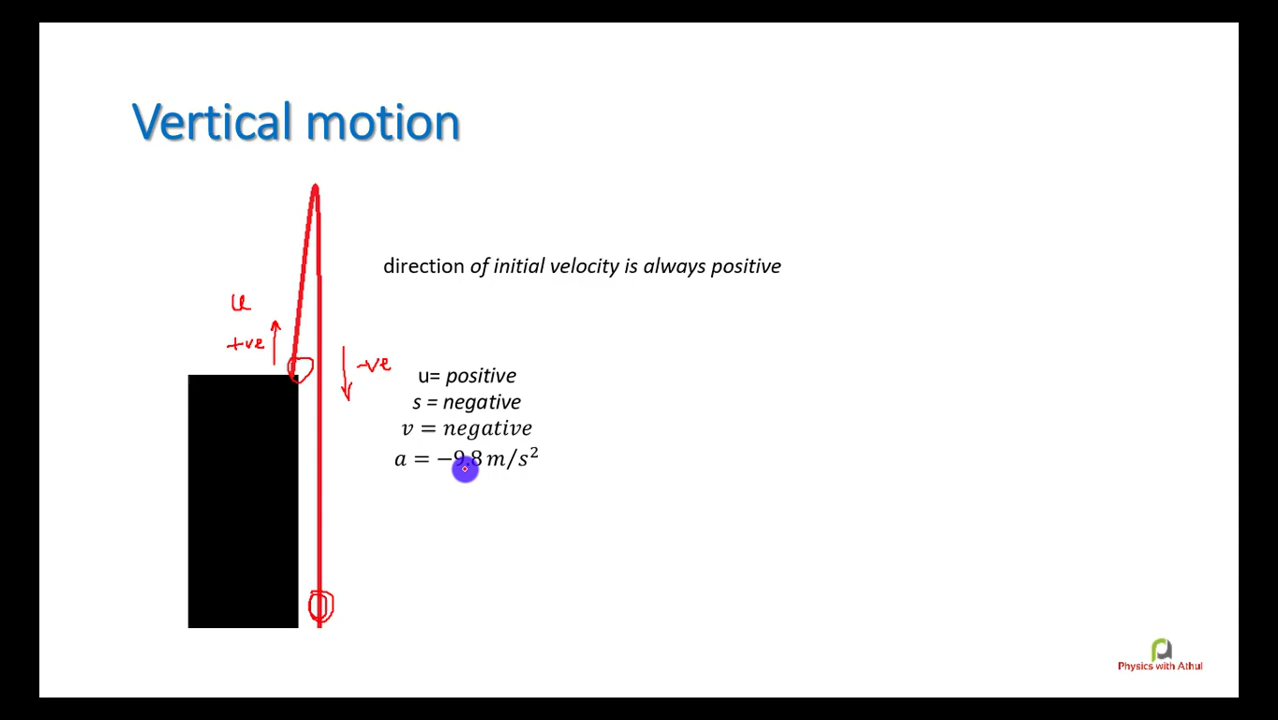 Vertical motion
direction of initial velocity is always positive
u
+ve
-ve
u= positive
s = negative
v = negative
a = −9.8 m/s²
Physics with Athul